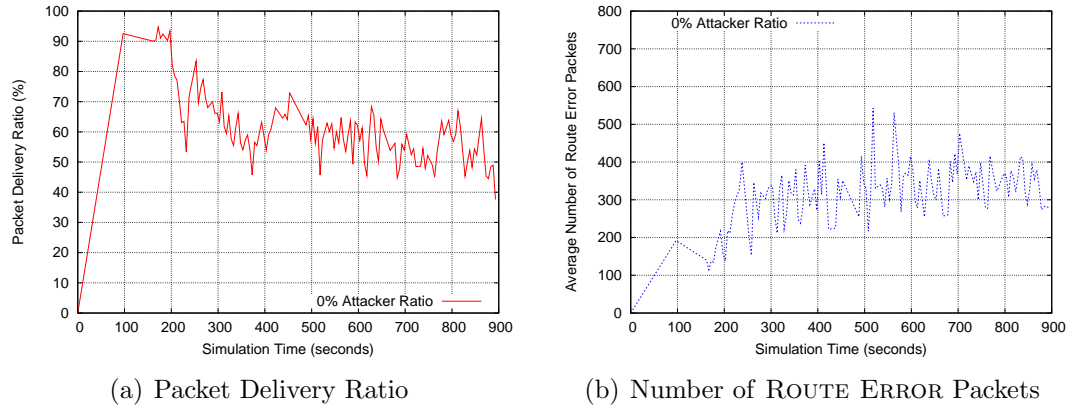 100
90
80
70
60
50
40
30
20
10
0
Packet Delivery Ratio (%)
0% Attacker Ratio
0 100 200 300 400 500 600 700 800 900
Simulation Time (seconds)
(a) Packet Delivery Ratio
800
700
600
500
400
300
200
100
0
Average Number of Route Error Packets
0% Attacker Ratio
0 100 200 300 400 500 600 700 800 900
Simulation Time (seconds)
(b) Number of ROUTE ERROR Packets